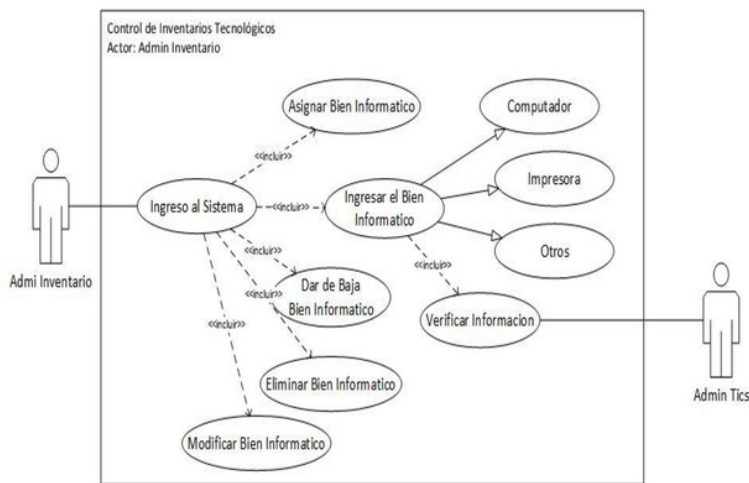 Control de Inventarios Tecnológicos
Actor: Admin Inventario
Asignar Bien Informatico
Computador
<<incluir>>
Impresora
Ingreso al Sistema
<<incluir>>
Ingresar el Bien
Informatico
Otros
<<incluir>>
Admi Inventario
<<incluir>>
Dar de Baja
Bien Informatico
<<incluir>>
<<incluir>>
Verificar Informacion
Eliminar Bien Informatico
Admin Tics
Modificar Bien Informatico